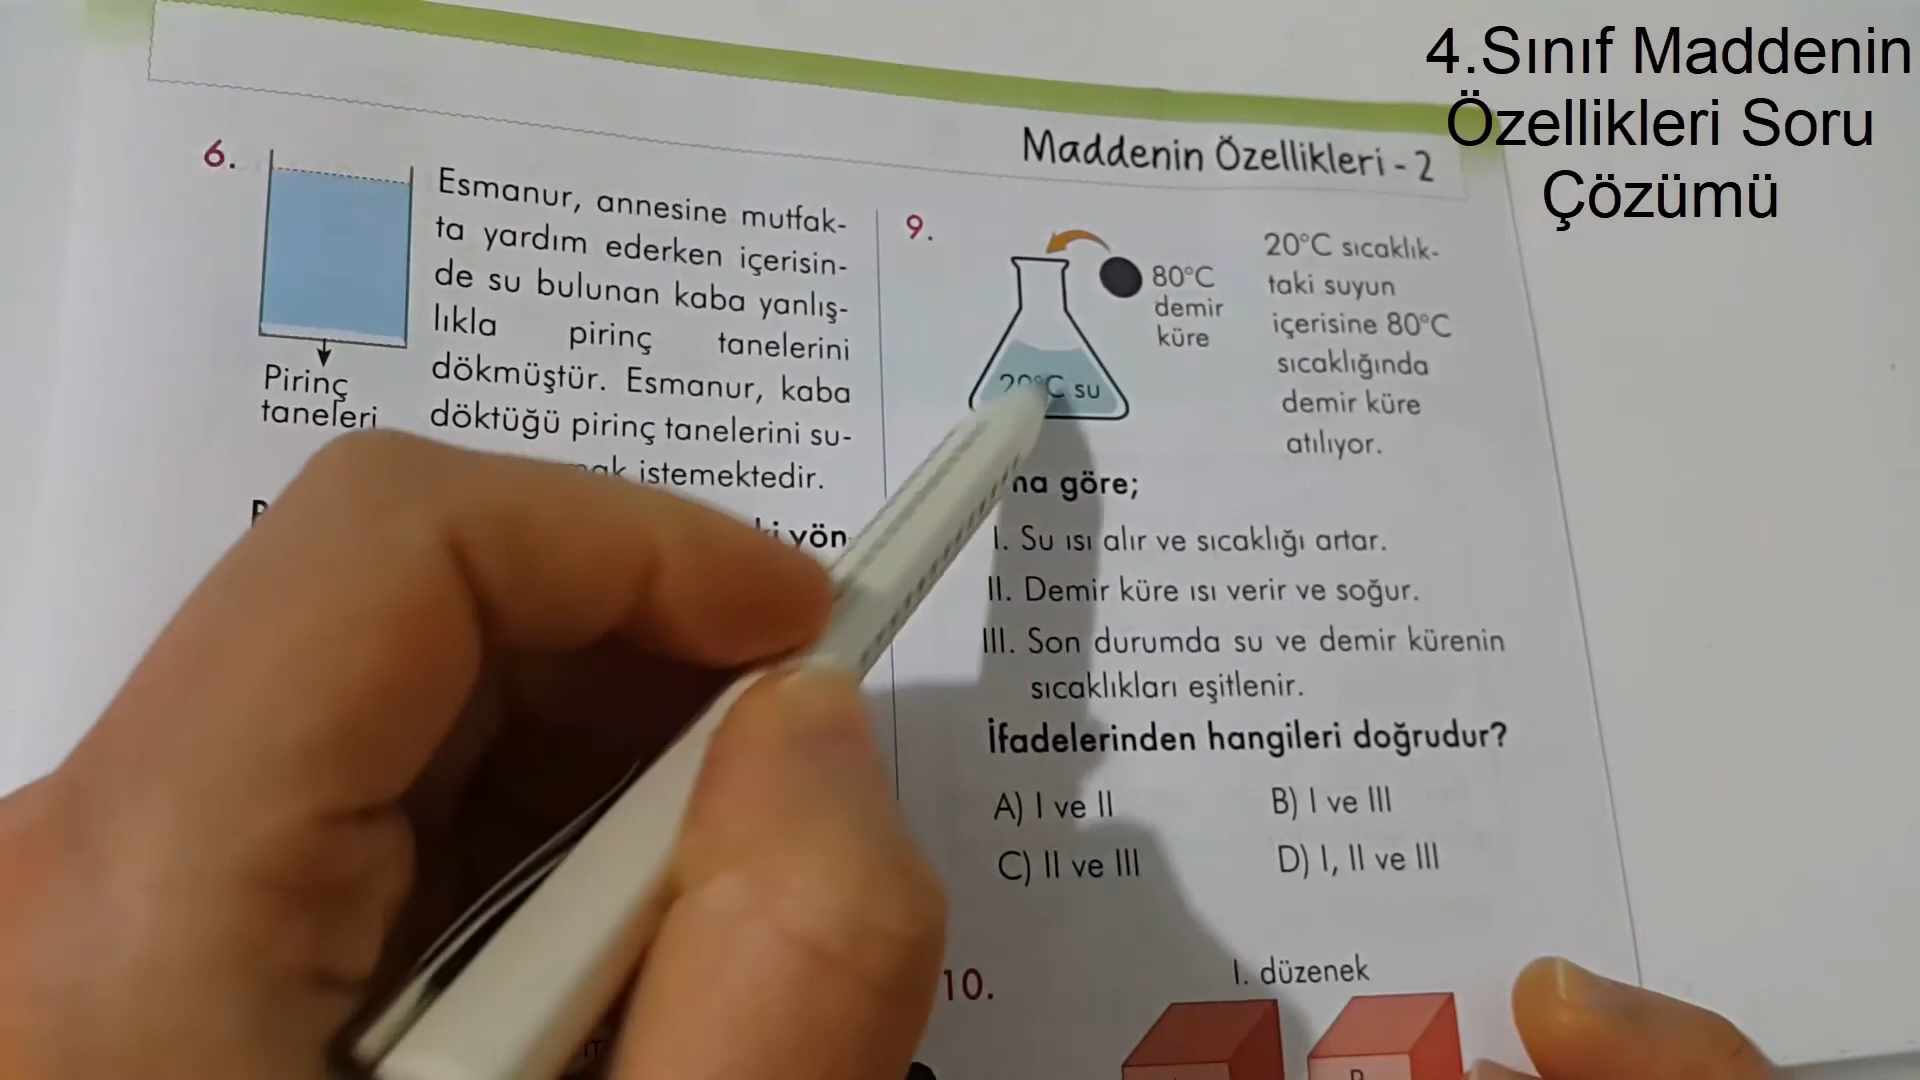 4.Sınıf Maddenin
Özellikleri Soru
Çözümü
Maddenin Özellikleri - 2
6.
Pirinç
taneleri
Esmanur, annesine mutfak-
ta yardım ederken içerisin-
de su bulunan kaba yanlış-
lıkla pirinç tanelerini
dökmüştür. Esmanur, kaba
döktüğü pirinç tanelerini su-
istemektedir.
yön
9.
80°C
demir
küre
20°C su
20°C sıcaklık-
taki suyun
içerisine 80°C
sıcaklığında
demir küre
atılıyor.
göre;
I. Su ısı alır ve sıcaklığı artar.
II. Demir küre ısı verir ve soğur.
III. Son durumda su ve demir kürenin
sıcaklıkları eşitlenir.
İfadelerinden hangileri doğrudur?
A) I ve II
B) I ve III
C) II ve III
D) I, II ve III
10.
I. düzenek